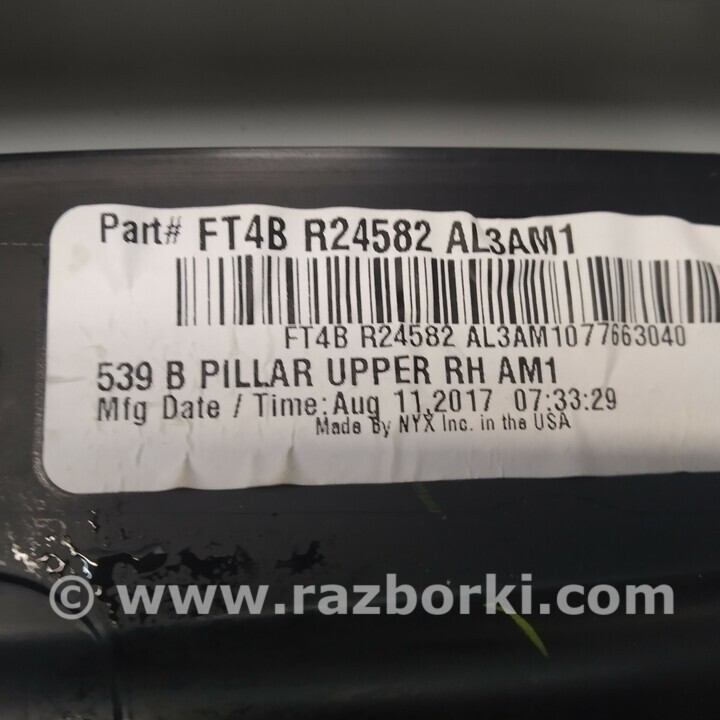 Part# FT4B R24582 AL3AM1
FT4B R24582 AL3AM1077663040
539 B PILLAR UPPER RH AM1
Mfg Date / Time:Aug 11,2017 07:33:29
Made By NYX Inc. in the USA
© www.razborki.com